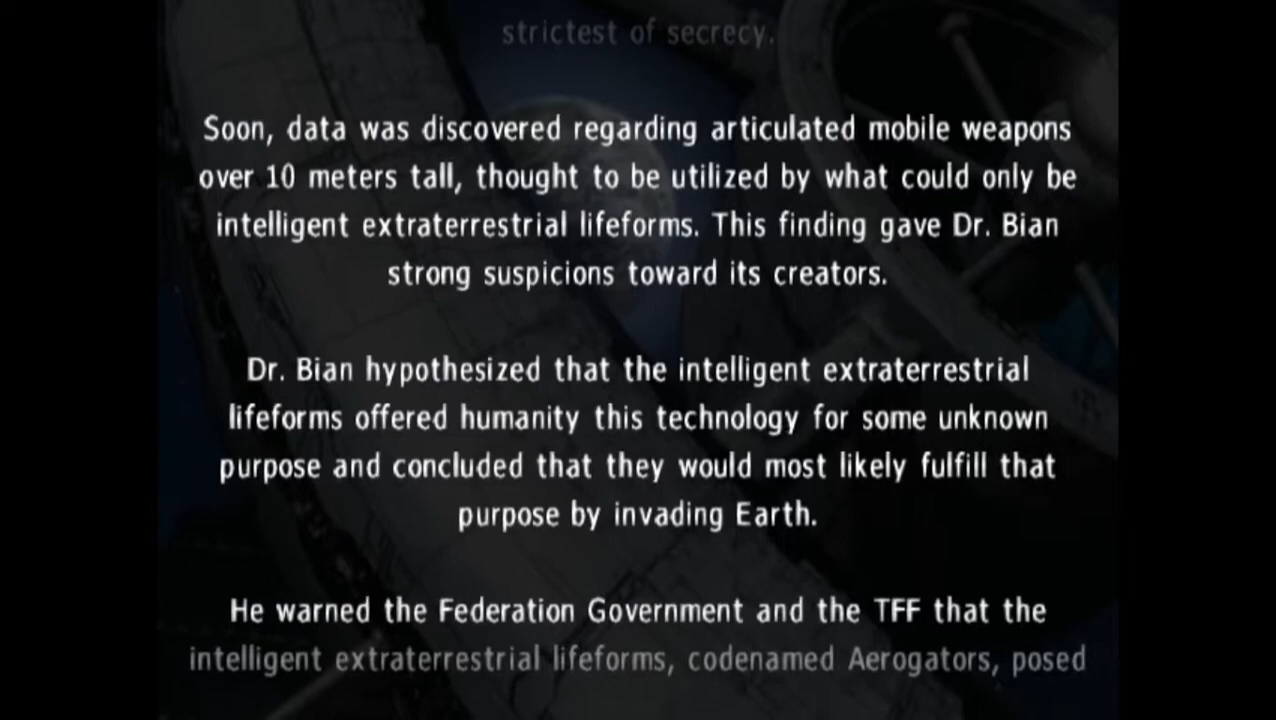 strictest of secrecy.
Soon, data was discovered regarding articulated mobile weapons
over 10 meters tall, thought to be utilized by what could only be
intelligent extraterrestrial lifeforms. This finding gave Dr. Bian
strong suspicions toward its creators.
Dr. Bian hypothesized that the intelligent extraterrestrial
lifeforms offered humanity this technology for some unknown
purpose and concluded that they would most likely fulfill that
purpose by invading Earth.
He warned the Federation Government and the TFF that the
intelligent extraterrestrial lifeforms, codenamed Aerogators, posed